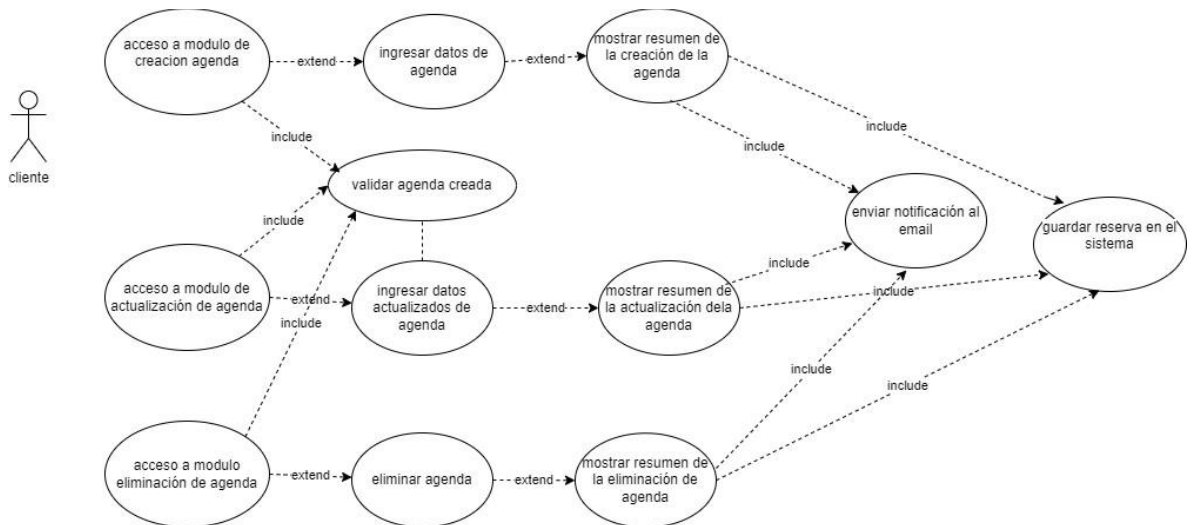 acceso a modulo de
creacion agenda
extend
ingresar datos de
agenda
extend
mostrar resumen de
la creación de la
agenda
include
include
include
cliente
validar agenda creada
include
enviar notificación al
email
guardar reserva en el
sistema
acceso a modulo de
actualización de agenda
extend
include
ingresar datos
actualizados de
agenda
extend
mostrar resumen de
la actualización dela
agenda
include
include
include
include
acceso a modulo
eliminación de agenda
extend
eliminar agenda
extend
mostrar resumen de
la eliminación de
agenda